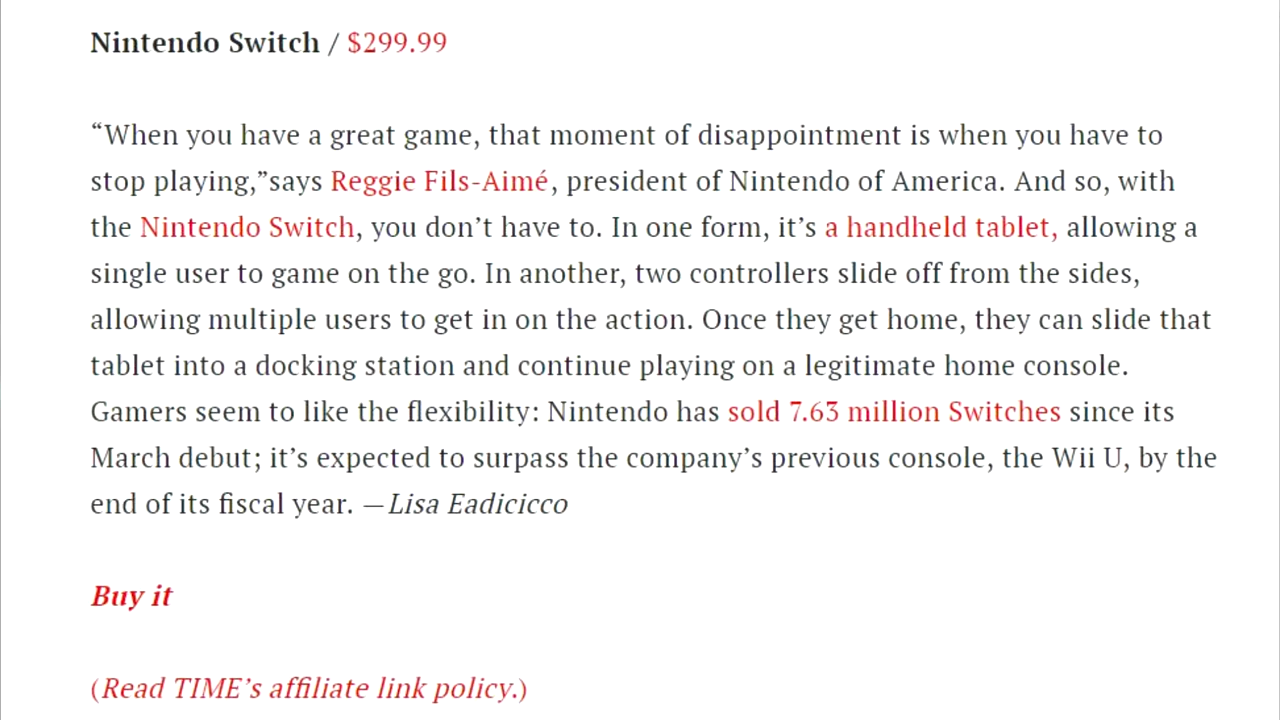 Nintendo Switch / $299.99
“When you have a great game, that moment of disappointment is when you have to
stop playing,”says Reggie Fils-Aimé, president of Nintendo of America. And so, with
the Nintendo Switch, you don’t have to. In one form, it’s a handheld tablet, allowing a
single user to game on the go. In another, two controllers slide off from the sides,
allowing multiple users to get in on the action. Once they get home, they can slide that
tablet into a docking station and continue playing on a legitimate home console.
Gamers seem to like the flexibility: Nintendo has sold 7.63 million Switches since its
March debut; it’s expected to surpass the company’s previous console, the Wii U, by the
end of its fiscal year. —Lisa Eadicicco
Buy it
(Read TIME’s affiliate link policy.)